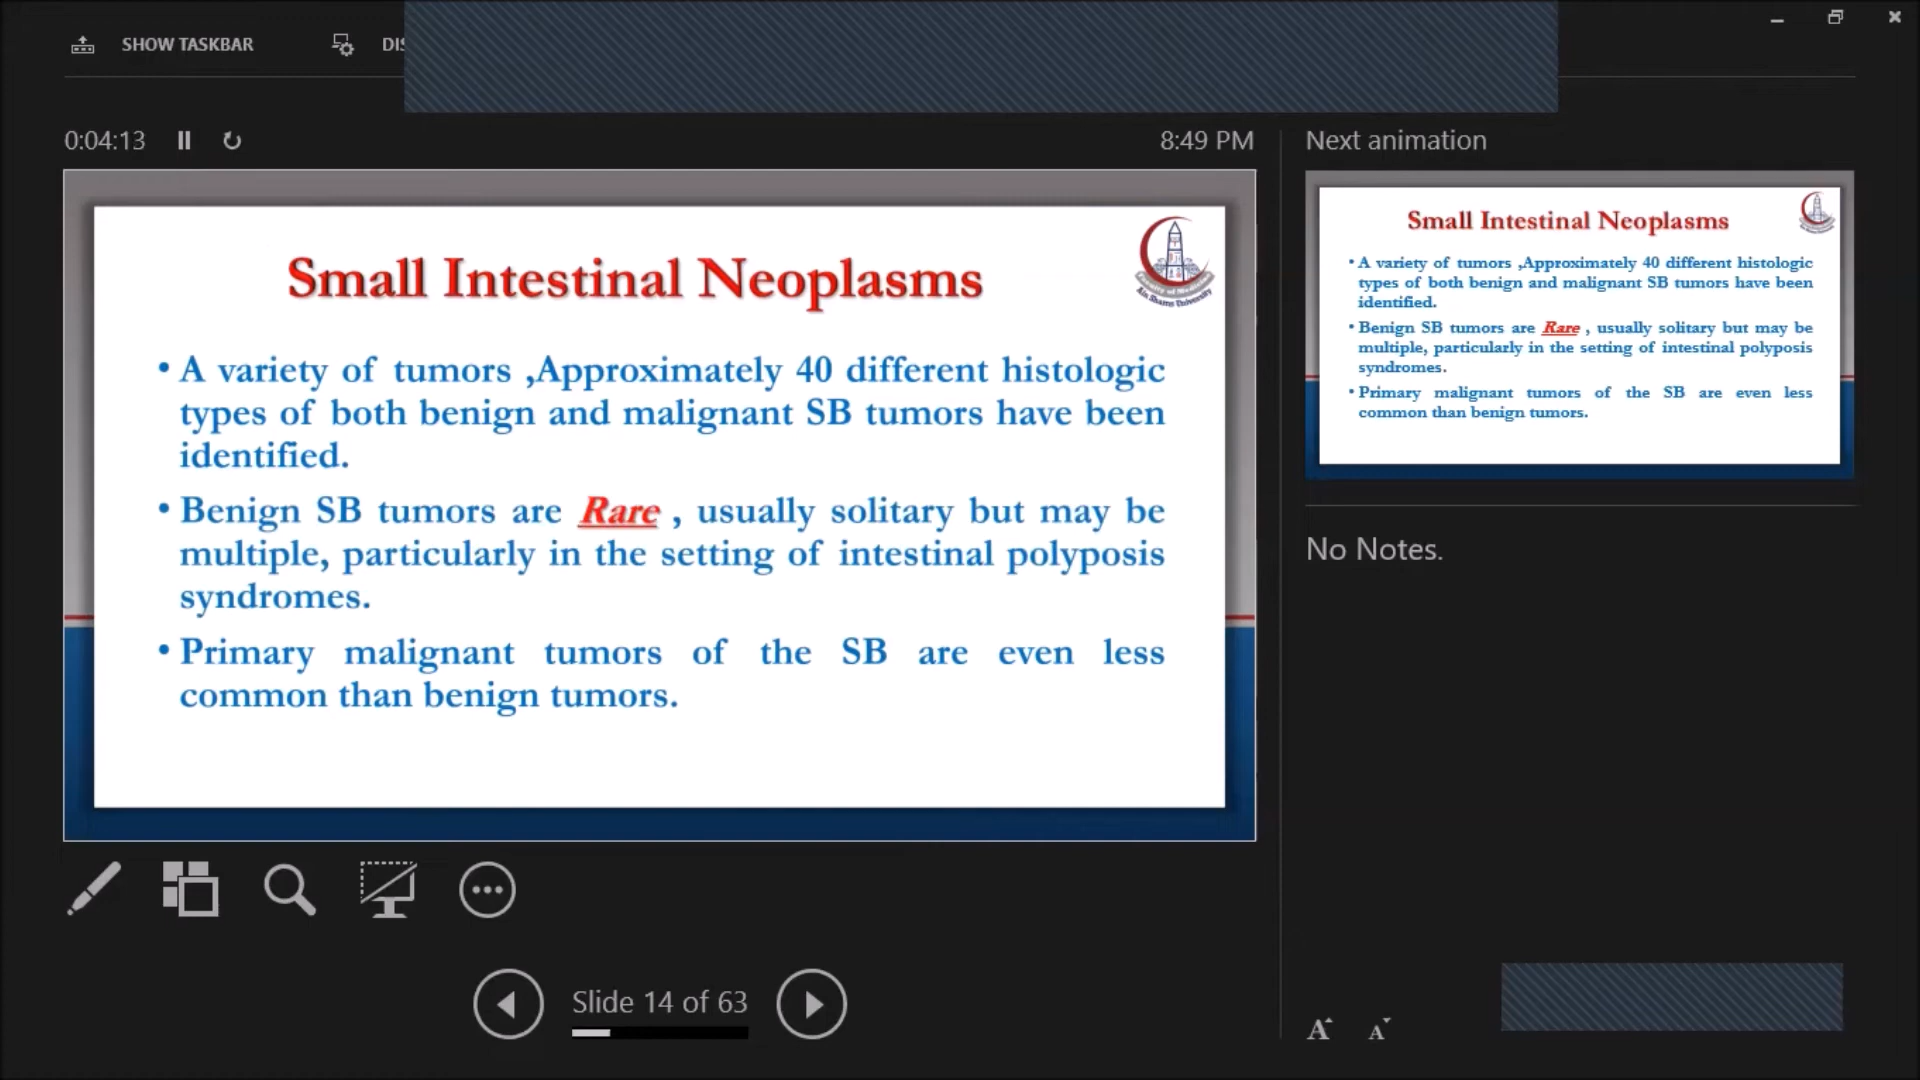 SHOW TASKBAR
0:04:13
8:49 PM
Next animation
Small Intestinal Neoplasms
Ain Shams University
• A variety of tumors ,Approximately 40 different histologic
types of both benign and malignant SB tumors have been
identified.
• Benign SB tumors are Rare , usually solitary but may be
multiple, particularly in the setting of intestinal polyposis
syndromes.
• Primary malignant tumors of the SB are even less
common than benign tumors.
Small Intestinal Neoplasms
• A variety of tumors ,Approximately 40 different histologic
types of both benign and malignant SB tumors have been
identified.
• Benign SB tumors are Rare , usually solitary but may be
multiple, particularly in the setting of intestinal polyposis
syndromes.
• Primary malignant tumors of the SB are even less
common than benign tumors.
No Notes.
Slide 14 of 63
A A